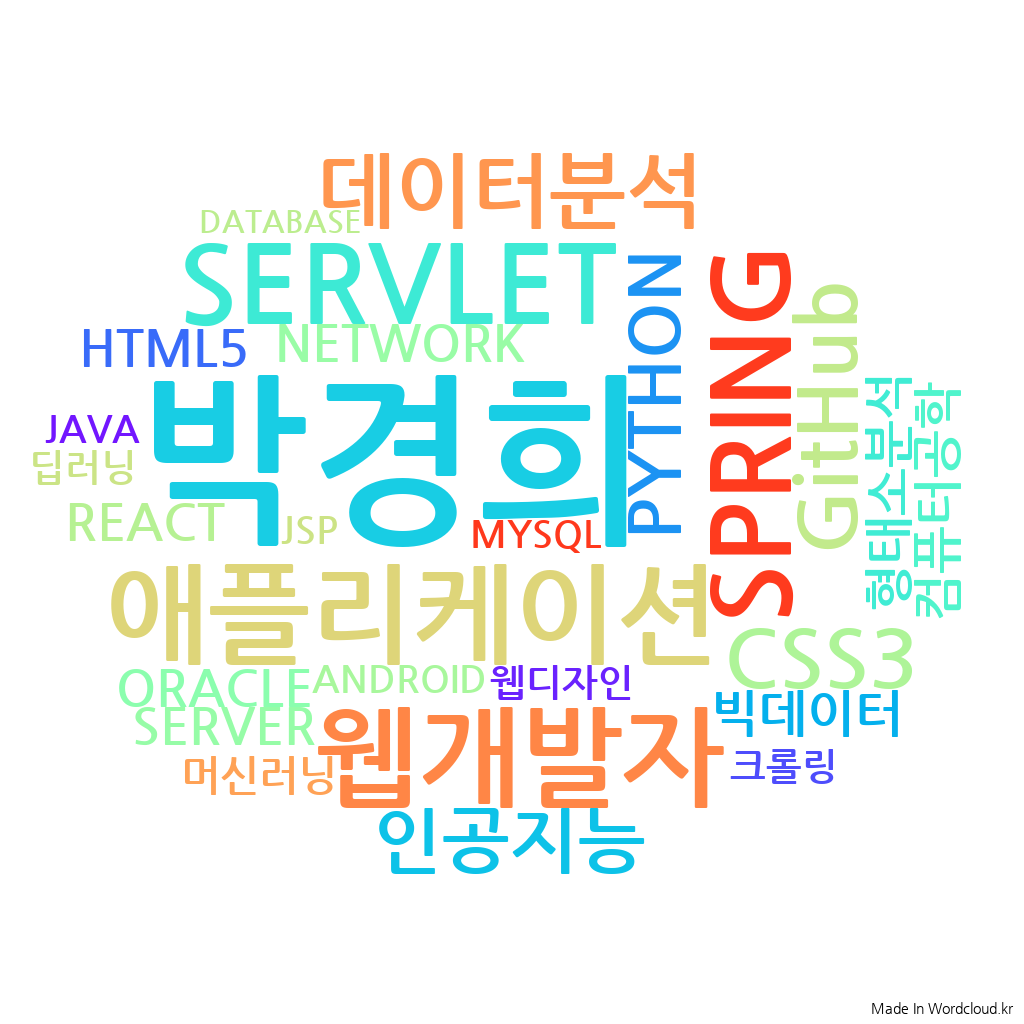 데이터분석
DATABASE
SERVLET
PYTHON
SPRING
GitHub
HTML5
NETWORK
박경희
형태소분석
컴퓨터공학
JAVA
딥러닝
REACT
JSP
MYSQL
애플리케이션
CSS3
ORACLE
ANDROID
웹디자인
빅데이터
SERVER
웹개발자
머신러닝
크롤링
인공지능
Made In Wordcloud.kr